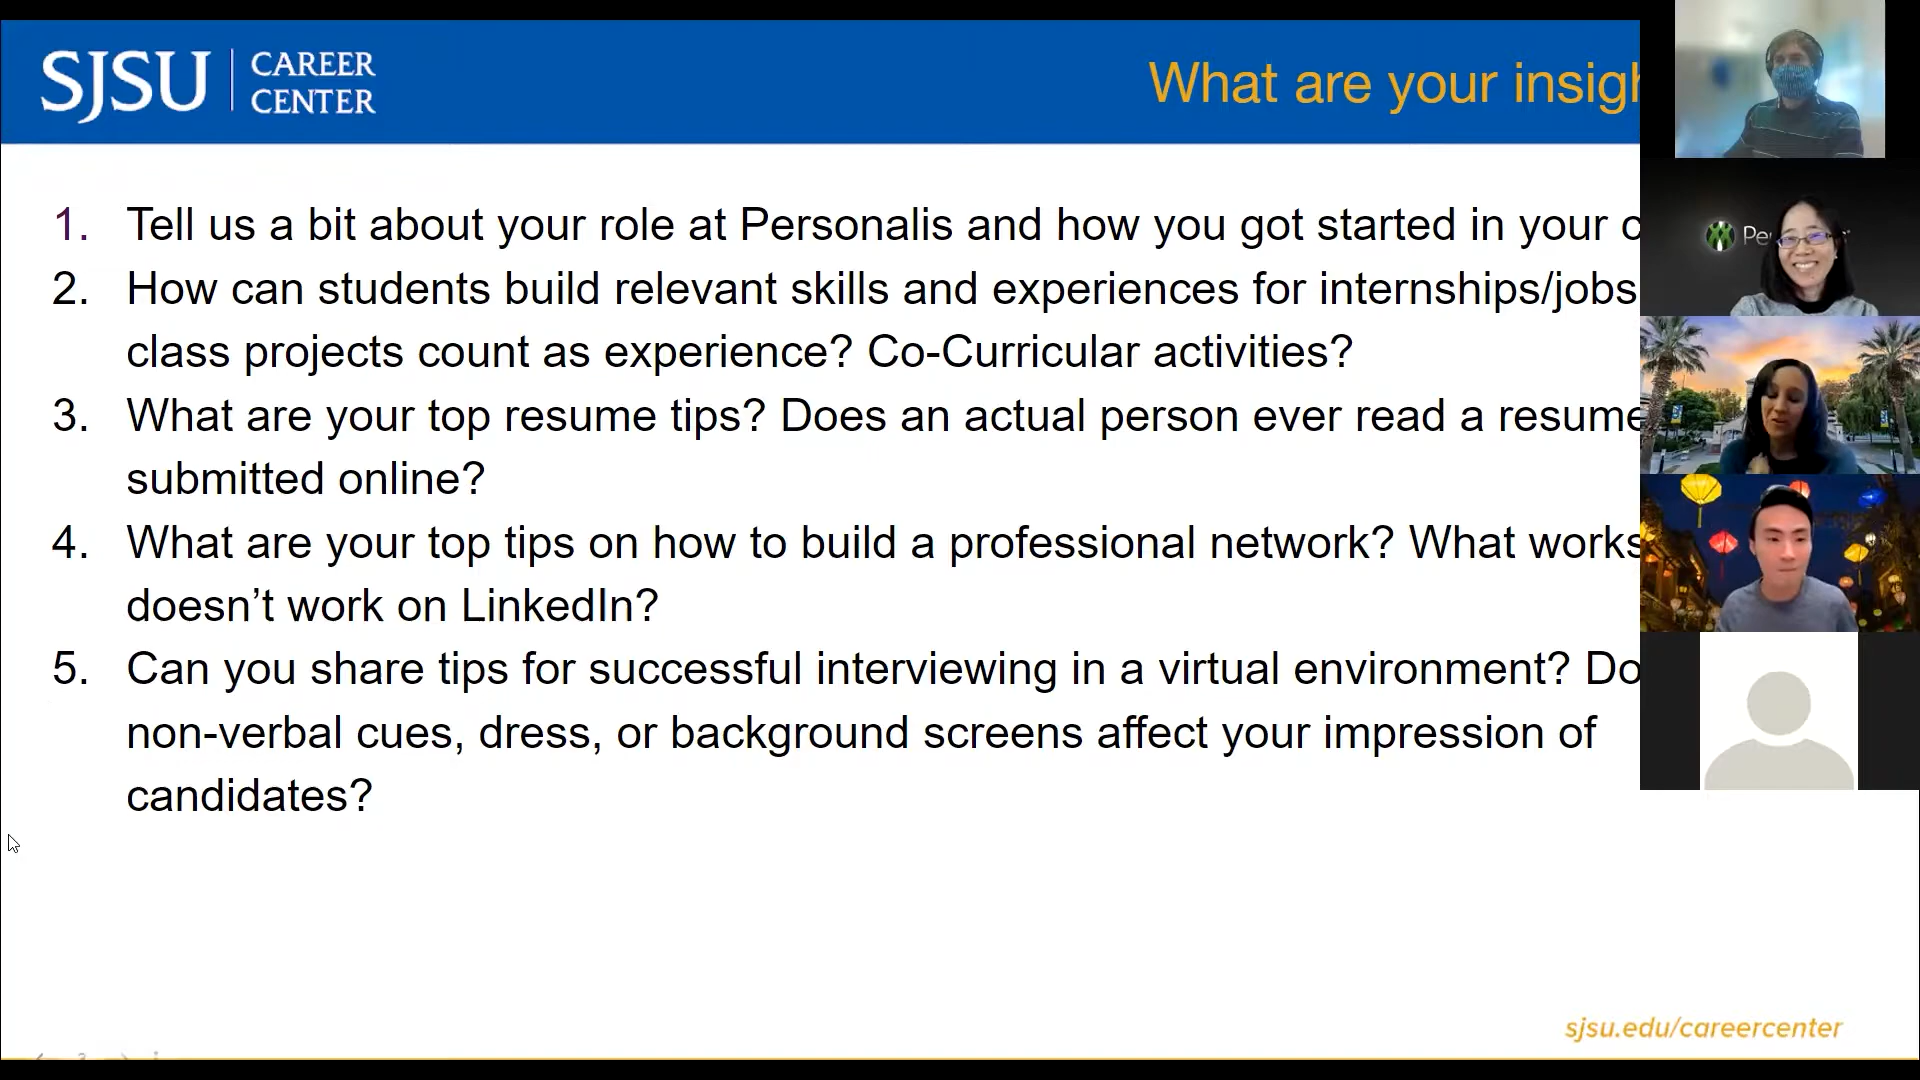 SJSU CAREER CENTER
What are your insigh
1. Tell us a bit about your role at Personalis and how you got started in your c
2. How can students build relevant skills and experiences for internships/jobs
class projects count as experience? Co-Curricular activities?
3. What are your top resume tips? Does an actual person ever read a resume
submitted online?
4. What are your top tips on how to build a professional network? What works
doesn’t work on LinkedIn?
5. Can you share tips for successful interviewing in a virtual environment? Do
non-verbal cues, dress, or background screens affect your impression of
candidates?
Pe
sjsu.edu/careercenter